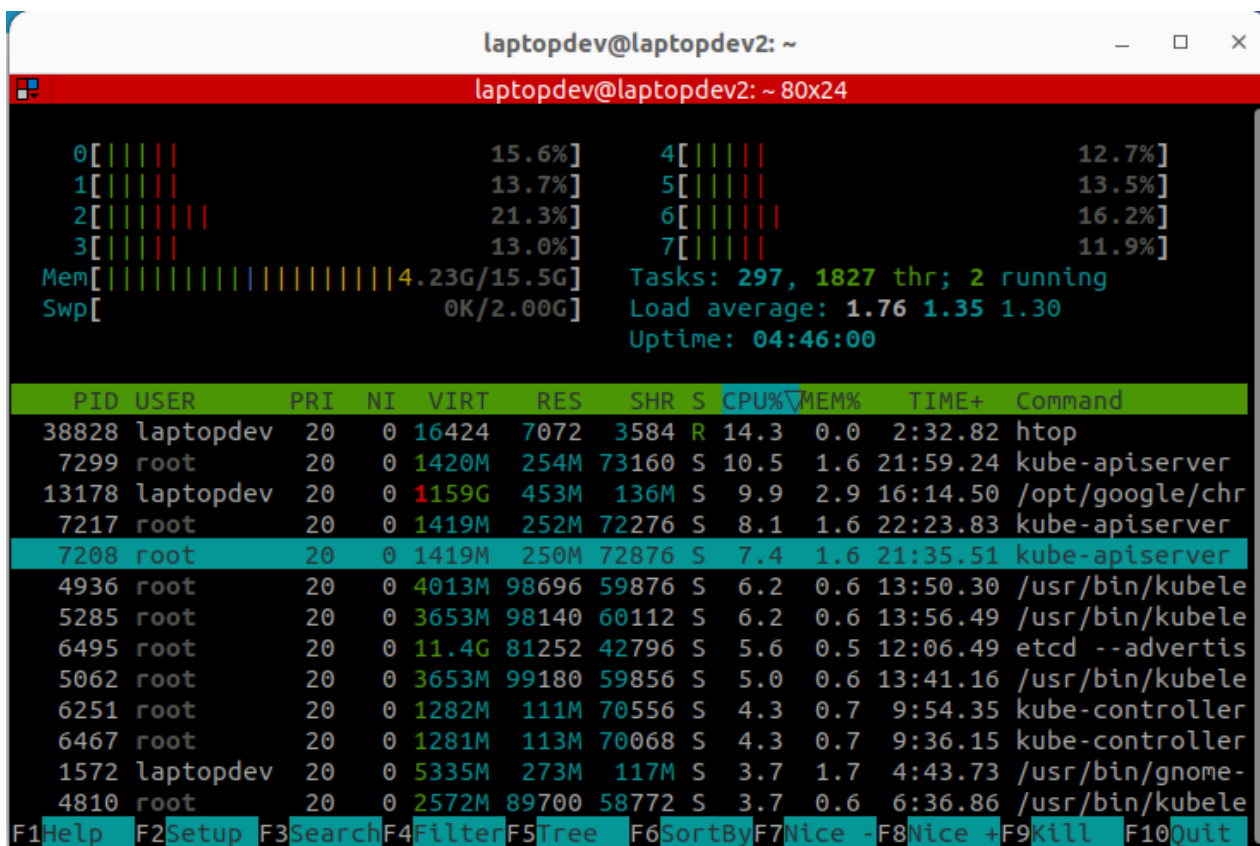 laptopdev@laptopdev2: ~
laptopdev@laptopdev2: ~ 80x24
0[||||| 15.6%] 4[||||| 12.7%]
1[||||| 13.7%] 5[||||| 13.5%]
2[||||||| 21.3%] 6[|||||| 16.2%]
3[||||| 13.0%] 7[||||| 11.9%]
Mem[|||||||||||||||||||4.23G/15.5G] Tasks: 297, 1827 thr; 2 running
Swp[ 0K/2.00G] Load average: 1.76 1.35 1.30
Uptime: 04:46:00
PID USER PRI NI VIRT RES SHR S CPU%▽MEM% TIME+ Command
38828 laptopdev 20 0 16424 7072 3584 R 14.3 0.0 2:32.82 htop
7299 root 20 0 1420M 254M 73160 S 10.5 1.6 21:59.24 kube-apiserver
13178 laptopdev 20 0 1159G 453M 136M S 9.9 2.9 16:14.50 /opt/google/chr
7217 root 20 0 1419M 252M 72276 S 8.1 1.6 22:23.83 kube-apiserver
7208 root 20 0 1419M 250M 72876 S 7.4 1.6 21:35.51 kube-apiserver
4936 root 20 0 4013M 98696 59876 S 6.2 0.6 13:50.30 /usr/bin/kubele
5285 root 20 0 3653M 98140 60112 S 6.2 0.6 13:56.49 /usr/bin/kubele
6495 root 20 0 11.4G 81252 42796 S 5.6 0.5 12:06.49 etcd --advertis
5062 root 20 0 3653M 99180 59856 S 5.0 0.6 13:41.16 /usr/bin/kubele
6251 root 20 0 1282M 111M 70556 S 4.3 0.7 9:54.35 kube-controller
6467 root 20 0 1281M 113M 70068 S 4.3 0.7 9:36.15 kube-controller
1572 laptopdev 20 0 5335M 273M 117M S 3.7 1.7 4:43.73 /usr/bin/gnome-
4810 root 20 0 2572M 89700 58772 S 3.7 0.6 6:36.86 /usr/bin/kubele
F1Help F2Setup F3SearchF4FilterF5Tree F6SortByF7Nice -F8Nice +F9Kill F10Quit